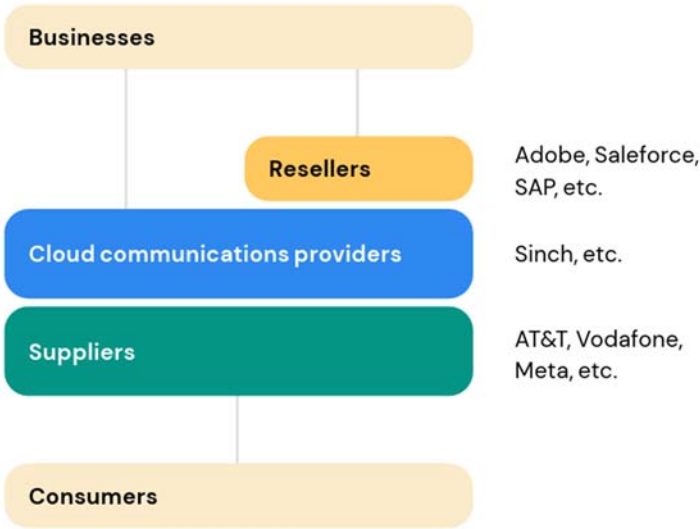 Businesses
Resellers
Adobe, Saleforce,
SAP, etc.
Cloud communications providers
Sinch, etc.
Suppliers
AT&T, Vodafone,
Meta, etc.
Consumers